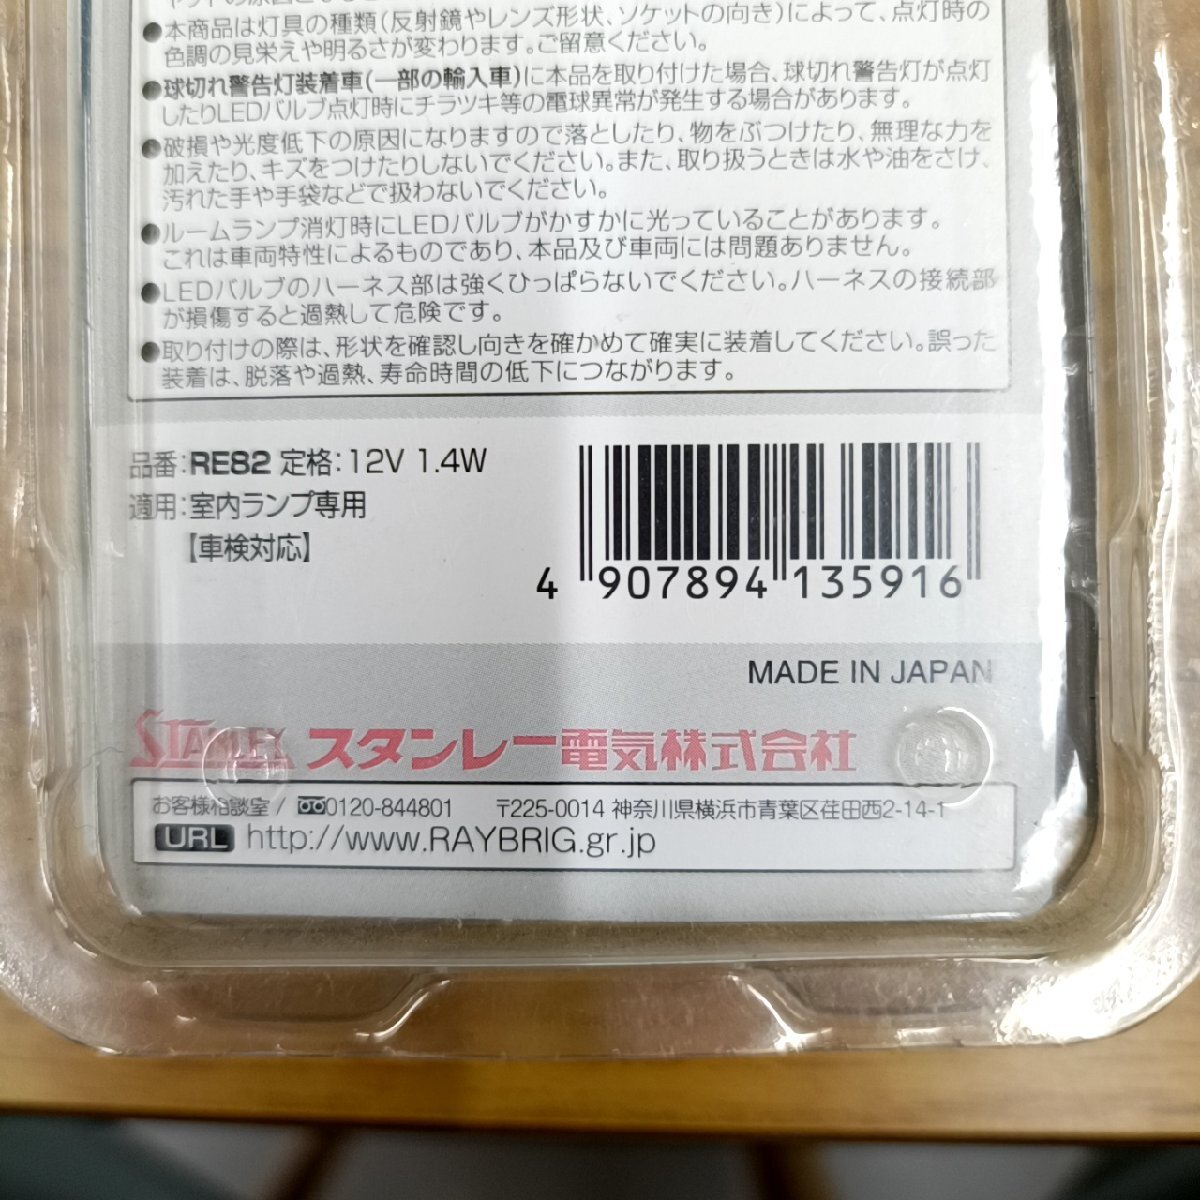 ●本商品は灯具の種類(反射鏡やレンズ形状、ソケットの向き)によって、点灯時の
色調の見栄えや明るさが変わります。ご留意ください。
●球切れ警告灯装着車(一部の輸入車)に本品を取り付けた場合、球切れ警告灯が点灯
したりLEDバルブ点灯時にチラツキ等の電球異常が発生する場合があります。
●破損や光度低下の原因になりますので落としたり、物をぶつけたり、無理な力を
加えたり、キズをつけたりしないでください。また、取り扱うときは水や油をさけ、
汚れた手や手袋などで扱わないでください。
●ルームランプ消灯時にLEDバルブがかすかに光っていることがあります。
これは車両特性によるものであり、本品及び車両には問題ありません。
●LEDバルブのハーネス部は強くひっぱらないでください。ハーネスの接続部
が損傷すると過熱して危険です。
●取り付けの際は、形状を確認し向きを確かめて確実に装着してください。誤った
装着は、脱落や過熱、寿命時間の低下につながります。
品番:RE82 定格:12V 1.4W
適用:室内ランプ専用
【車検対応】
4 907894 135916
MADE IN JAPAN
STANLEY スタンレー電気株式会社
お客様相談室/ 0120-844801 〒225-0014 神奈川県横浜市青葉区荏田西2-14-1
URL http://www.RAYBRIG.gr.jp